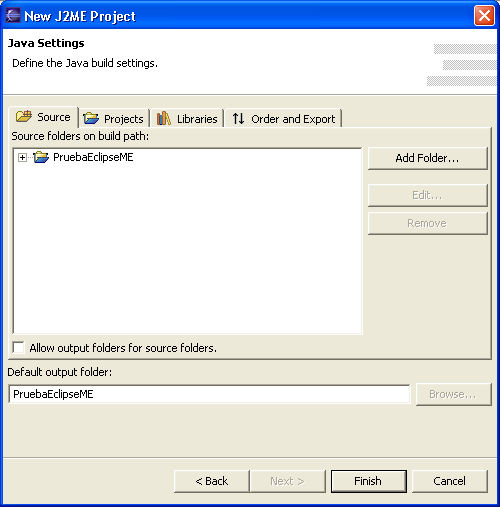 New J2ME Project
Java Settings
Define the Java build settings.
Source Projects Libraries Order and Export
Source folders on build path:
PruebaEclipseME
Add Folder...
Edit...
Remove
Allow output folders for source folders.
Default output folder:
PruebaEclipseME Browse...
< Back Next > Finish Cancel